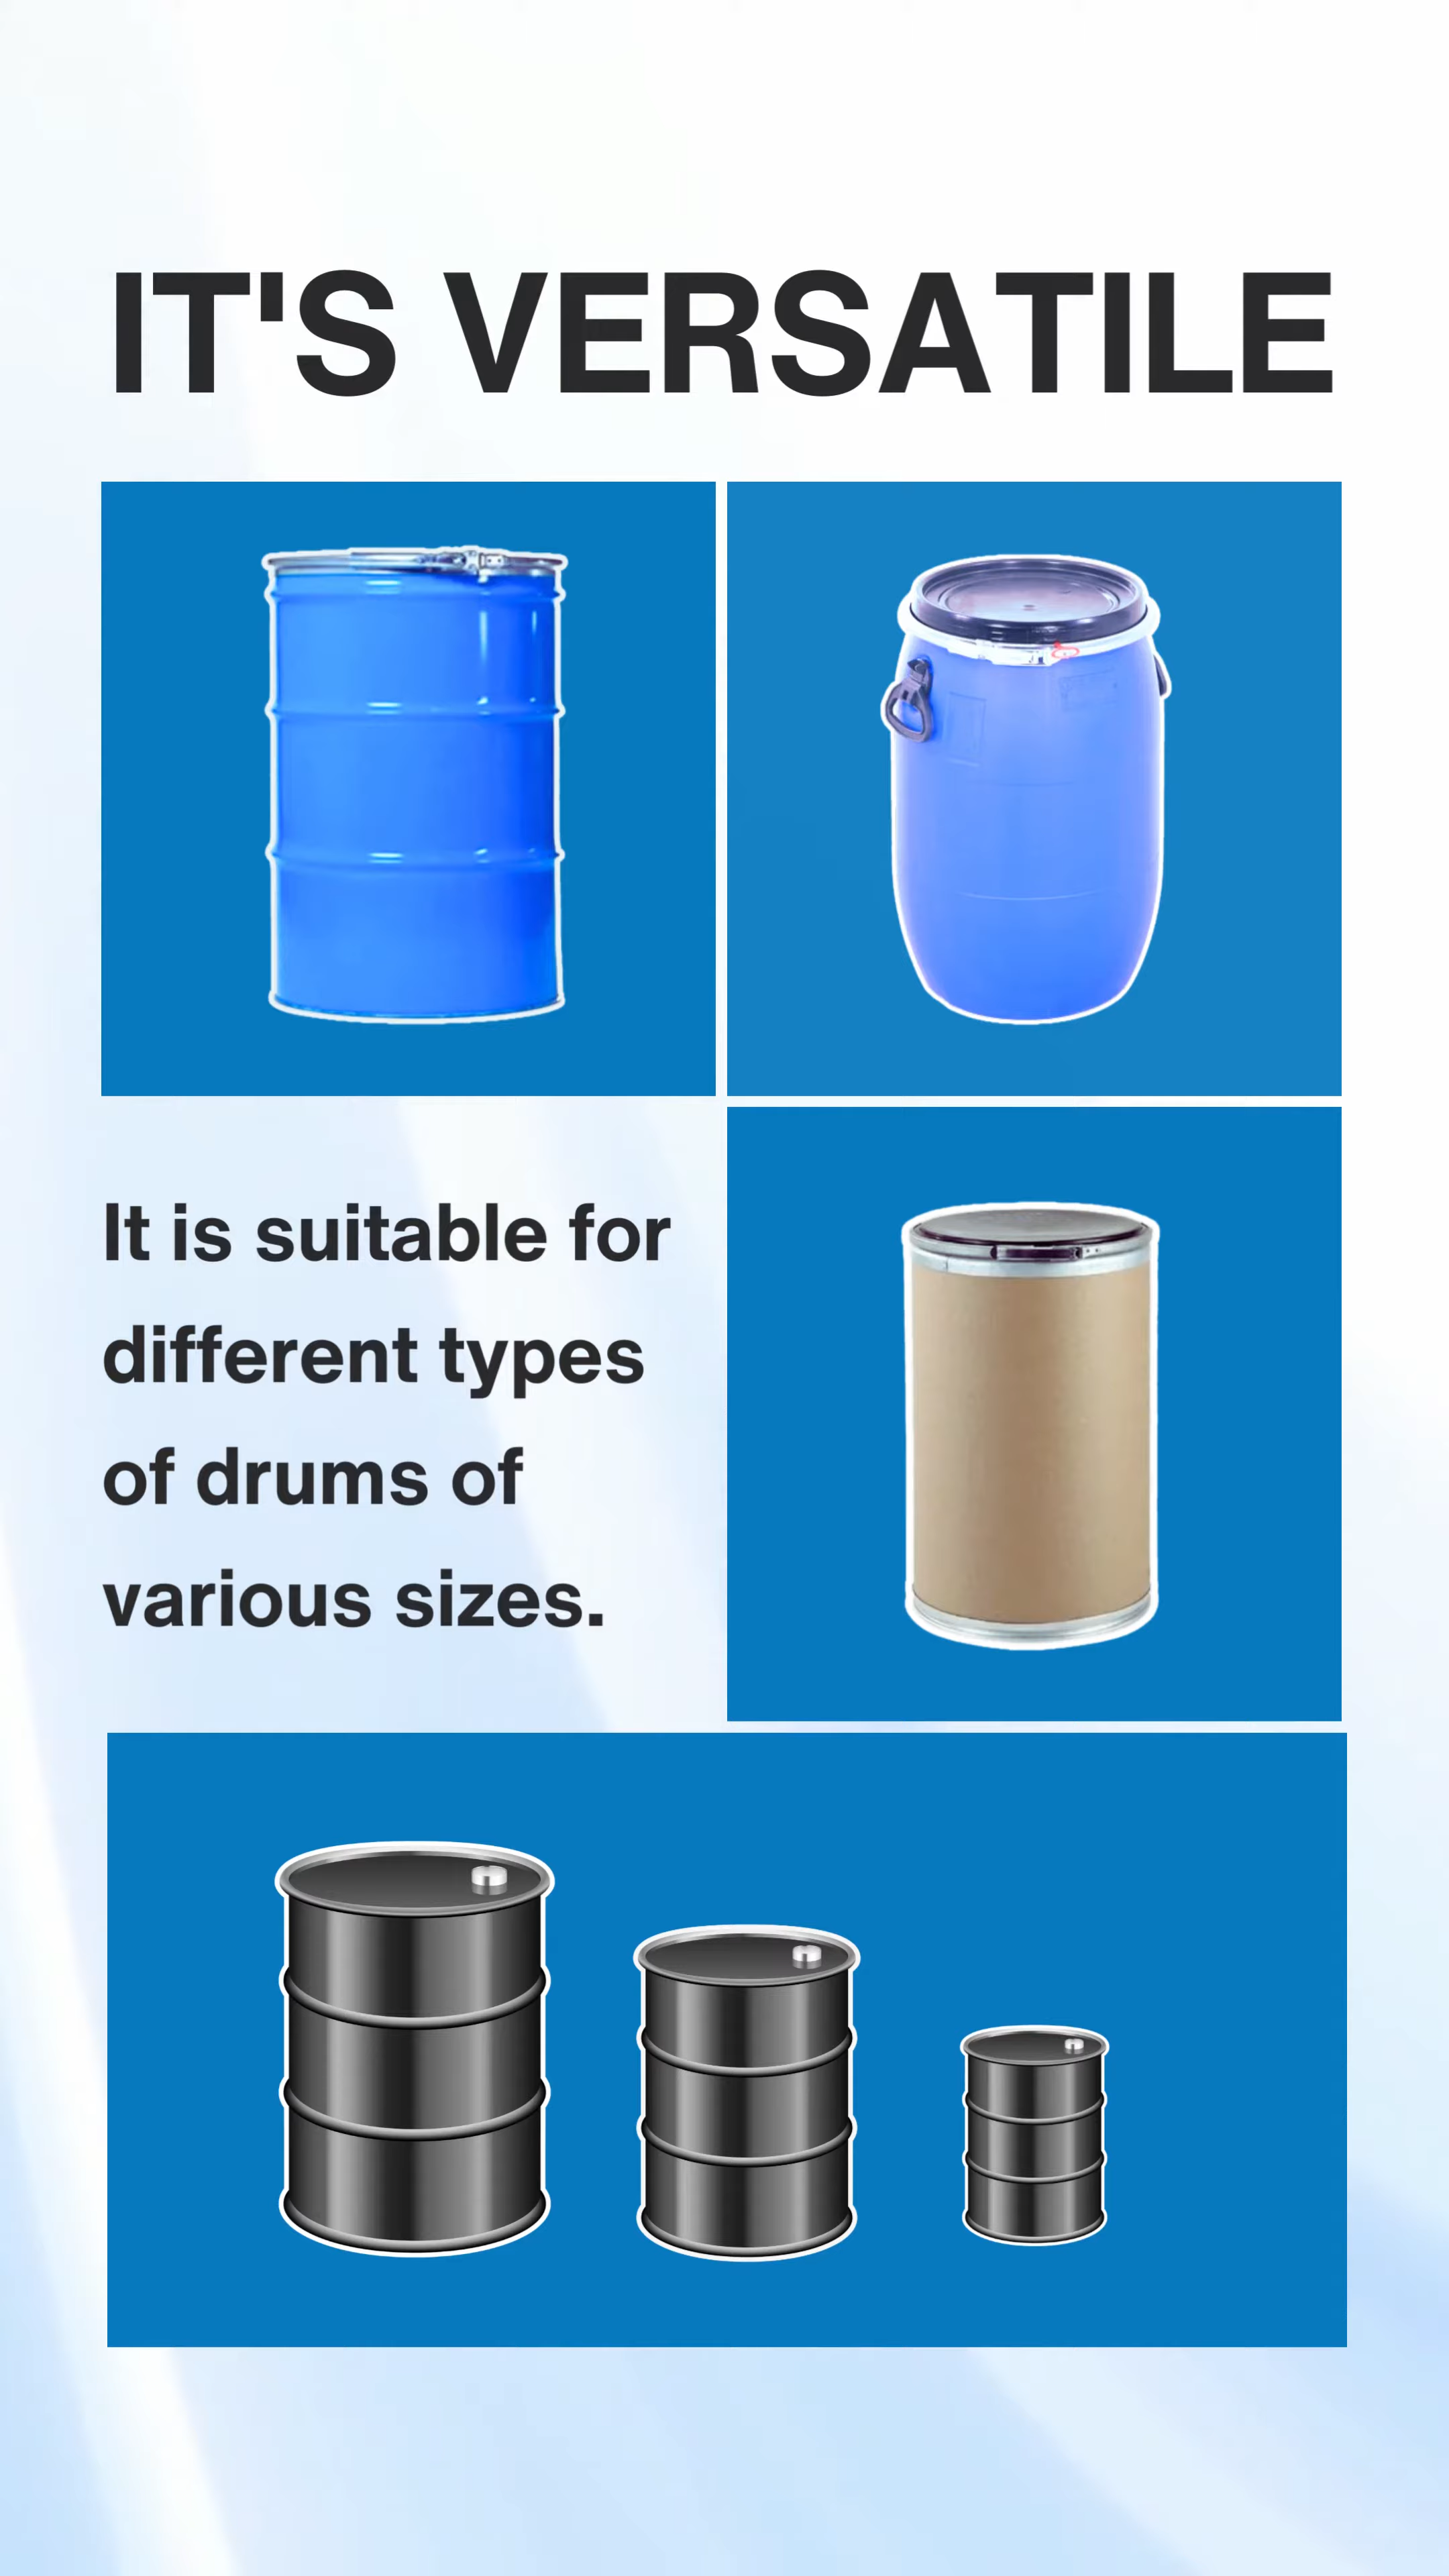 IT'S VERSATILE
It is suitable for
different types
of drums of
various sizes.